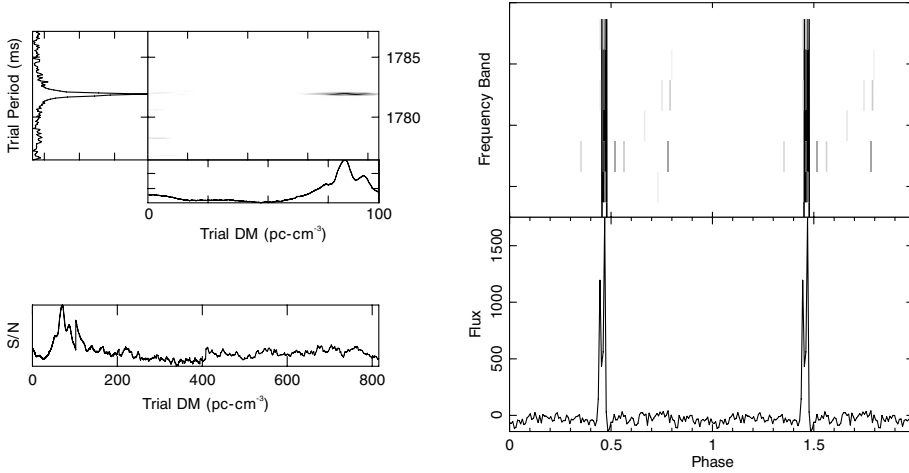 Trial Period (ms)
1785
1780
0 100
Trial DM (pc-cm-3)
S/N
0 200 400 600 800
Trial DM (pc-cm-3)
Frequency Band
Flux
1500
1000
500
0
0 0.5 1 1.5
Phase